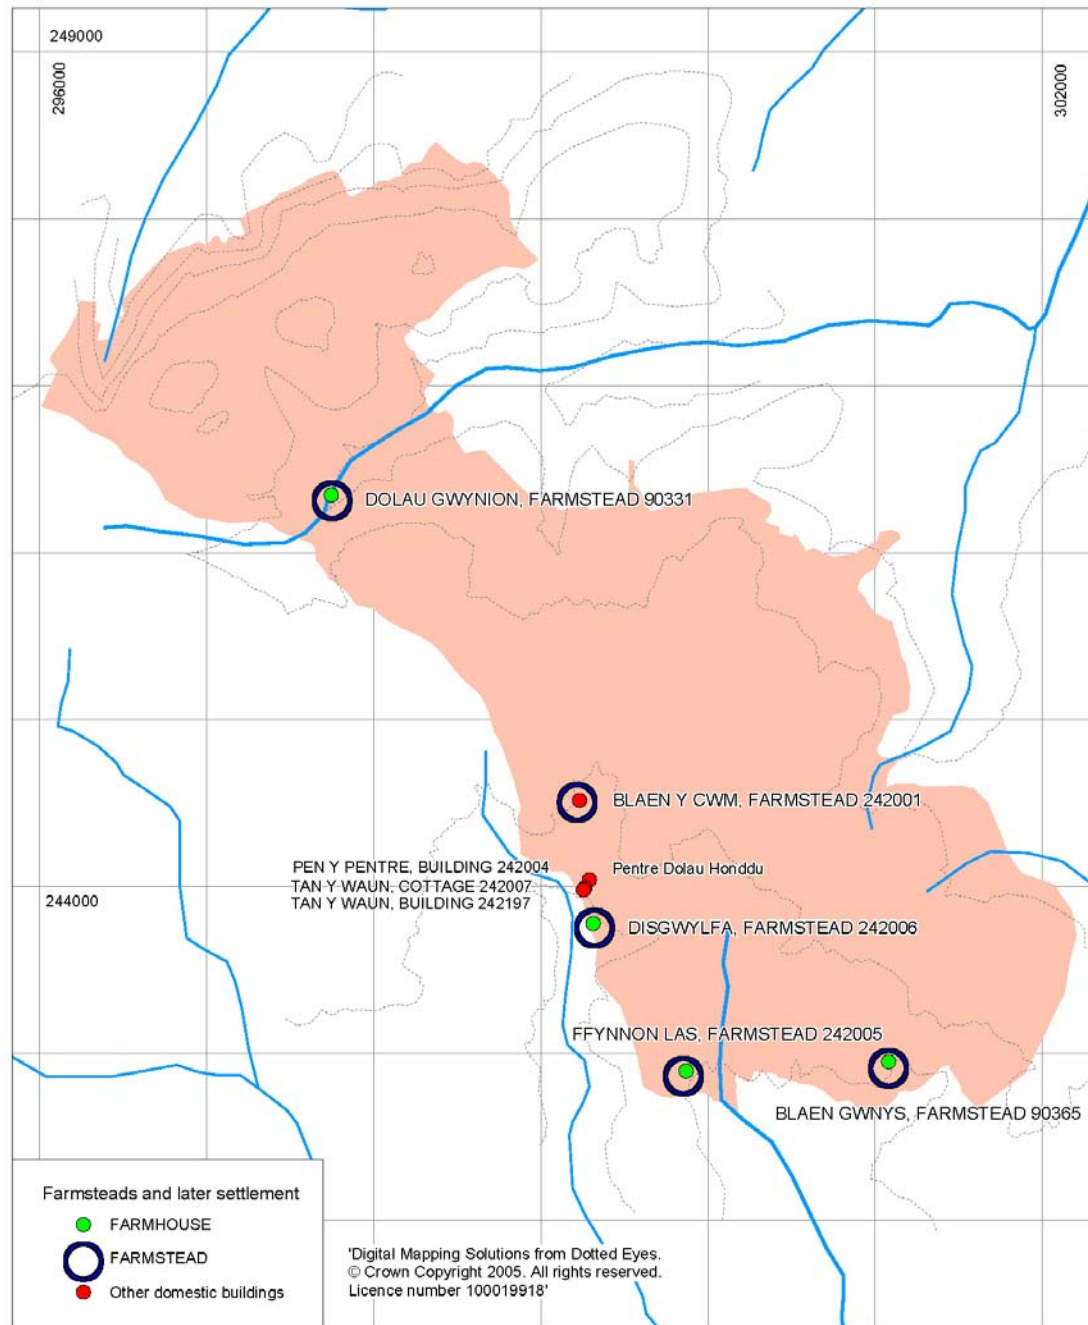 249000
296000
302000
DOLAU GWYNION, FARMSTEAD 90331
BLAEN Y CWM, FARMSTEAD 242001
PEN Y PENTRE, BUILDING 242004
Pentre Dolau Honddu
TAN Y WAUN, COTTAGE 242007
244000
TAN Y WAUN, BUILDING 242197
DISGWYLFA, FARMSTEAD 242006
FFYNNON LAS, FARMSTEAD 242005
BLAEN GWNYS, FARMSTEAD 90365
Farmsteads and later settlement
FARMHOUSE
FARMSTEAD
Other domestic buildings
'Digital Mapping Solutions from Dotted Eyes.
© Crown Copyright 2005. All rights reserved.
Licence number 100019918'